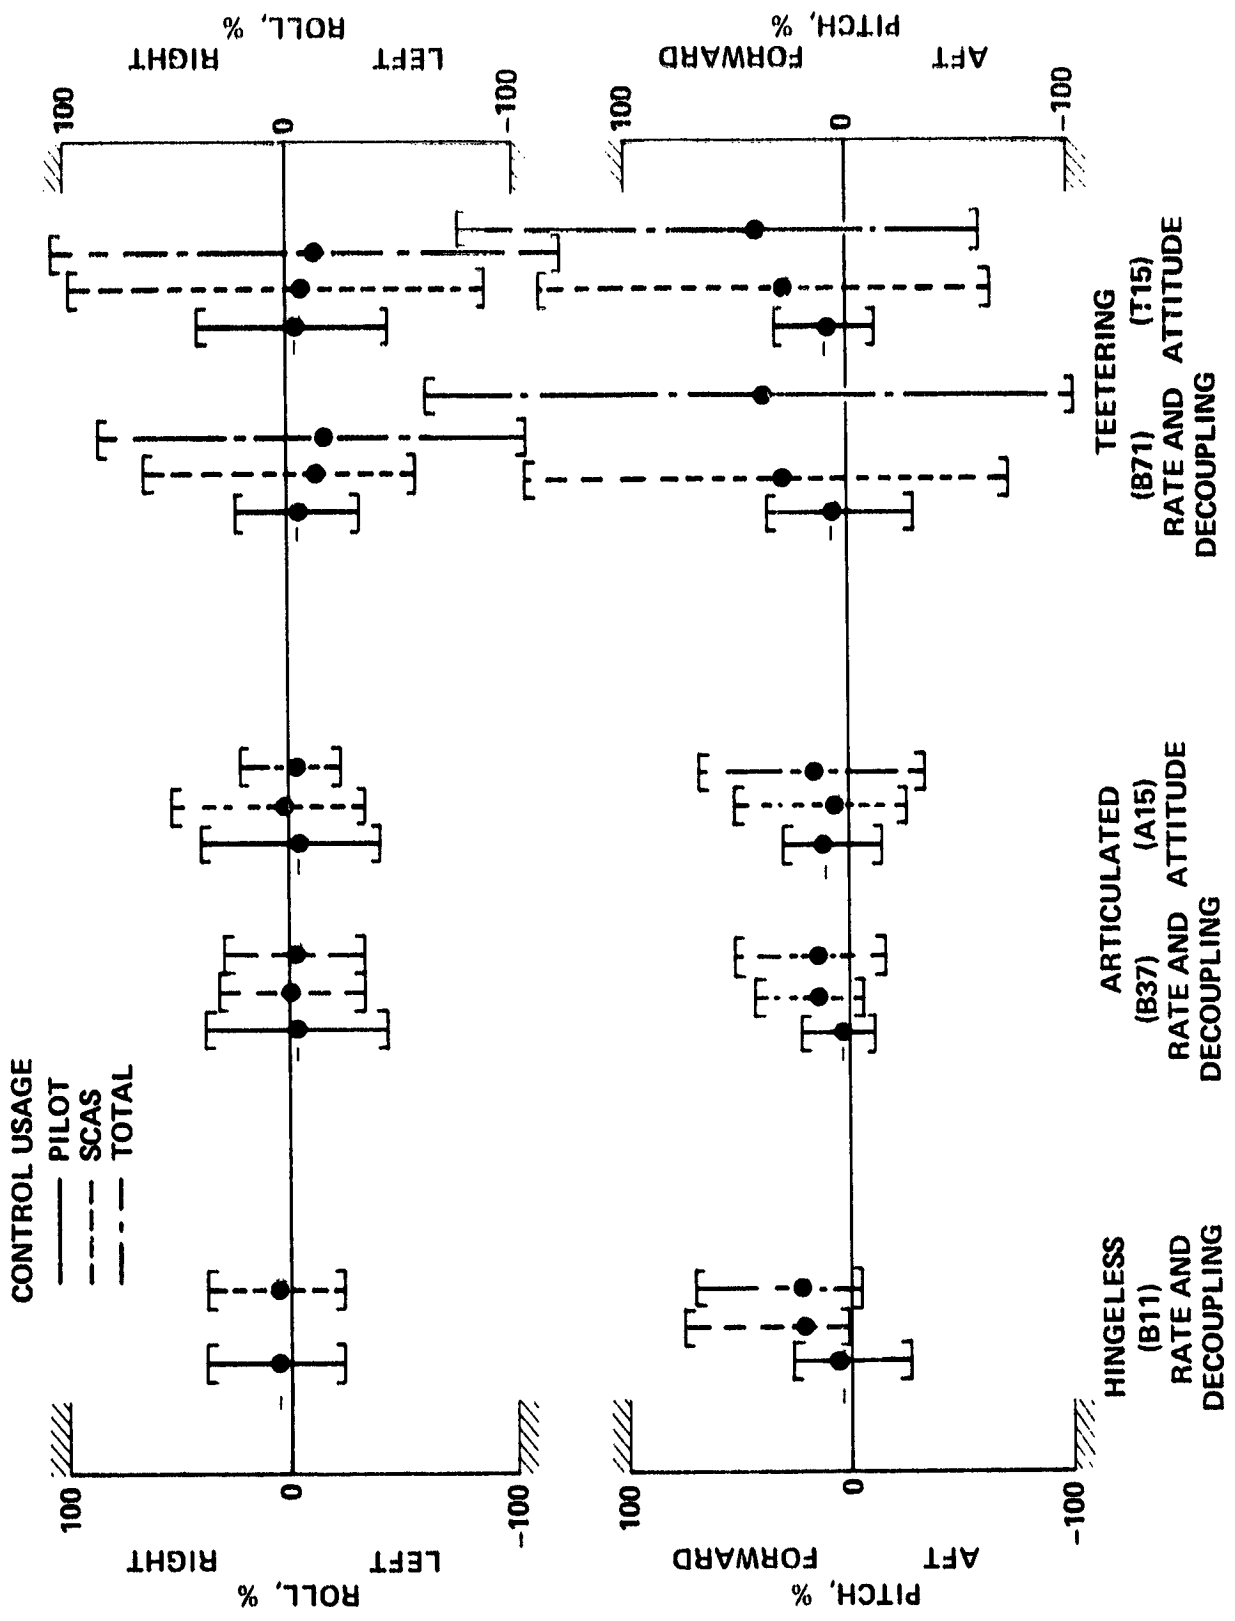 CONTROL USAGE
PILOT
SCAS
TOTAL
100
0
-100
RIGHT
LEFT
ROLL, %
100
0
-100
RIGHT
LEFT
ROLL, %
100
0
-100
FORWARD
AFT
PITCH, %
100
0
-100
FORWARD
AFT
PITCH, %
HINGELESS
(B11)
RATE AND
DECOUPLING
ARTICULATED
(B37) (A15)
RATE AND ATTITUDE
DECOUPLING
TEETERING
(B71) (T15)
RATE AND ATTITUDE
DECOUPLING